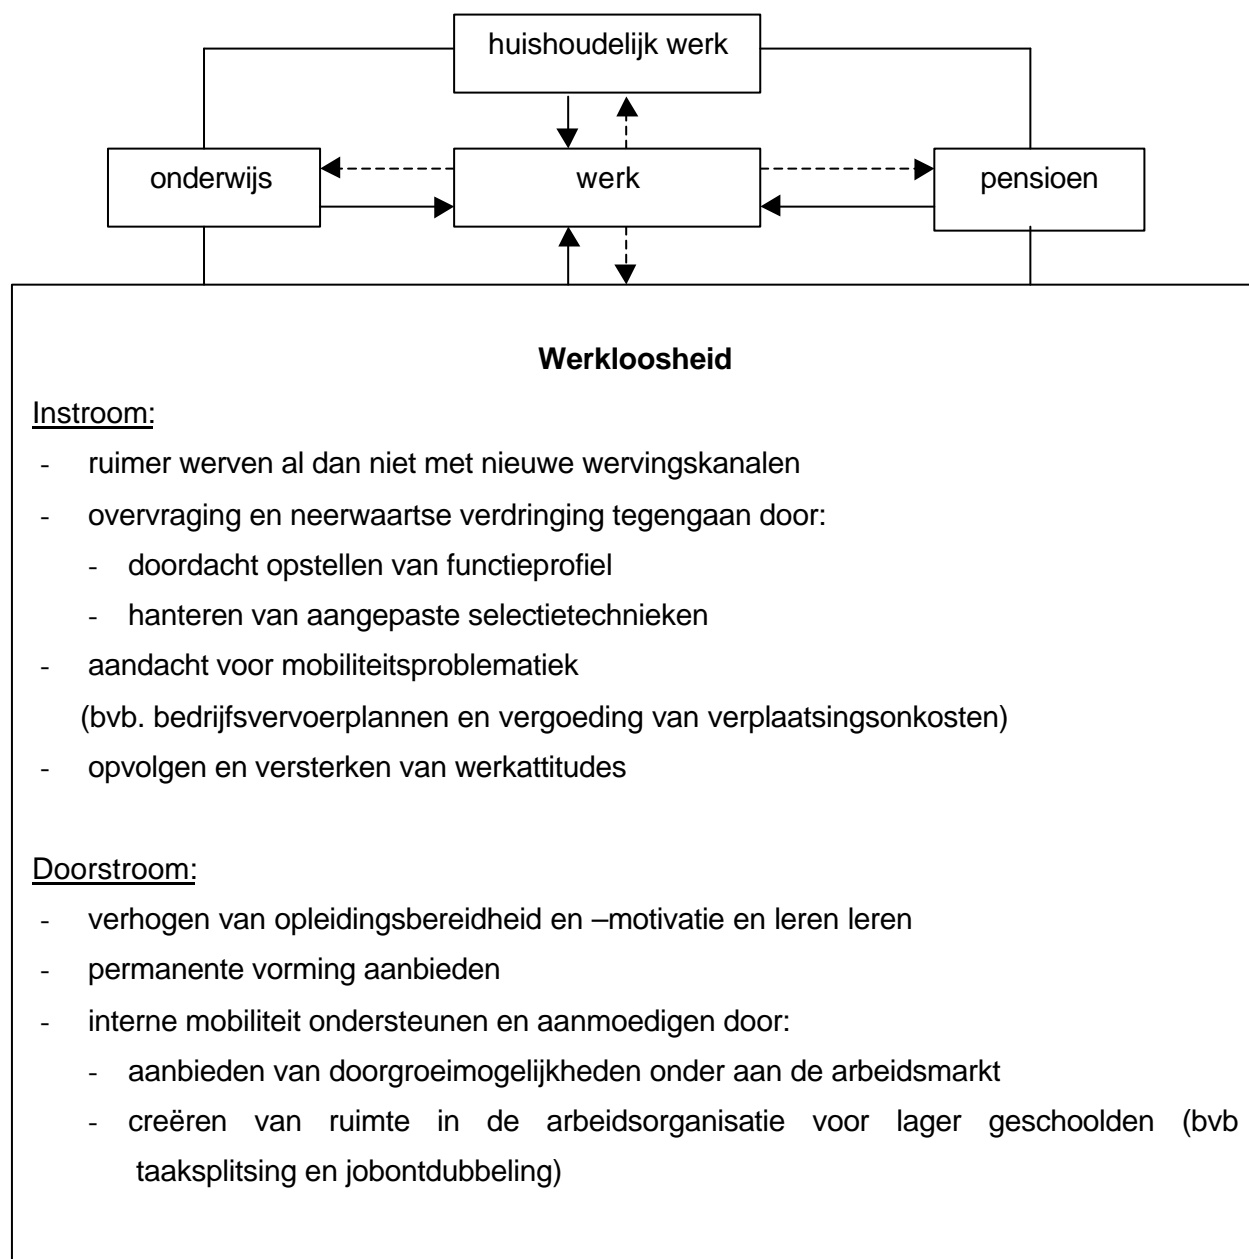 huishoudelijk werk
onderwijs
werk
pensioen
Werkloosheid
Instroom:
- ruimer werven al dan niet met nieuwe wervingskanalen
- overvraging en neerwaartse verdringing tegengaan door:
- doordacht opstellen van functieprofiel
- hanteren van aangepaste selectietechnieken
- aandacht voor mobiliteitsproblematiek
(bvb. bedrijfsvervoerplannen en vergoeding van verplaatsingsonkosten)
- opvolgen en versterken van werkattitudes
Doorstroom:
- verhogen van opleidingsbereidheid en –motivatie en leren leren
- permanente vorming aanbieden
- interne mobiliteit ondersteunen en aanmoedigen door:
- aanbieden van doorgroeimogelijkheden onder aan de arbeidsmarkt
- creëren van ruimte in de arbeidsorganisatie voor lager geschoolden (bvb
taaksplitsing en jobontdubbeling)